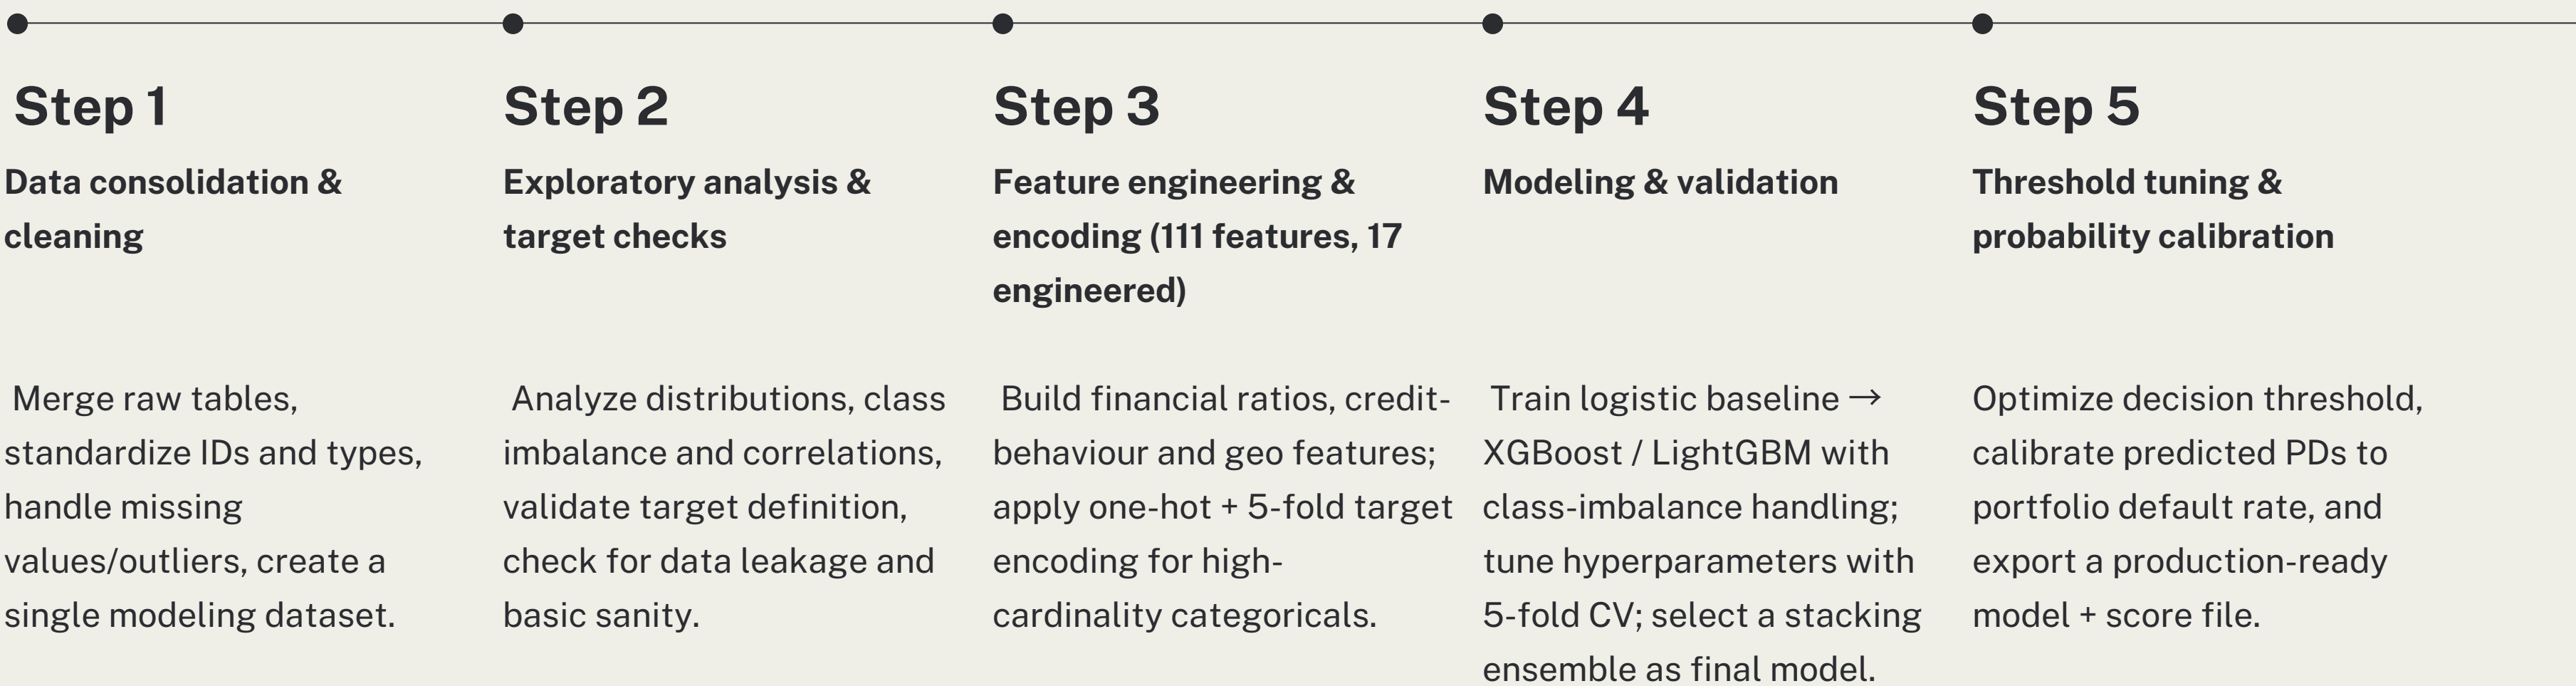 Step 1
Data consolidation &
cleaning
Merge raw tables,
standardize IDs and types,
handle missing
values/outliers, create a
single modeling dataset.
Step 2
Exploratory analysis &
target checks
Analyze distributions, class
imbalance and correlations,
validate target definition,
check for data leakage and
basic sanity.
Step 3
Feature engineering &
encoding (111 features, 17
engineered)
Build financial ratios, credit-
behaviour and geo features;
apply one-hot + 5-fold target
encoding for high-
cardinality categoricals.
Step 4
Modeling & validation
Train logistic baseline →
XGBoost / LightGBM with
class-imbalance handling;
tune hyperparameters with
5-fold CV; select a stacking
ensemble as final model.
Step 5
Threshold tuning &
probability calibration
Optimize decision threshold,
calibrate predicted PDs to
portfolio default rate, and
export a production-ready
model + score file.